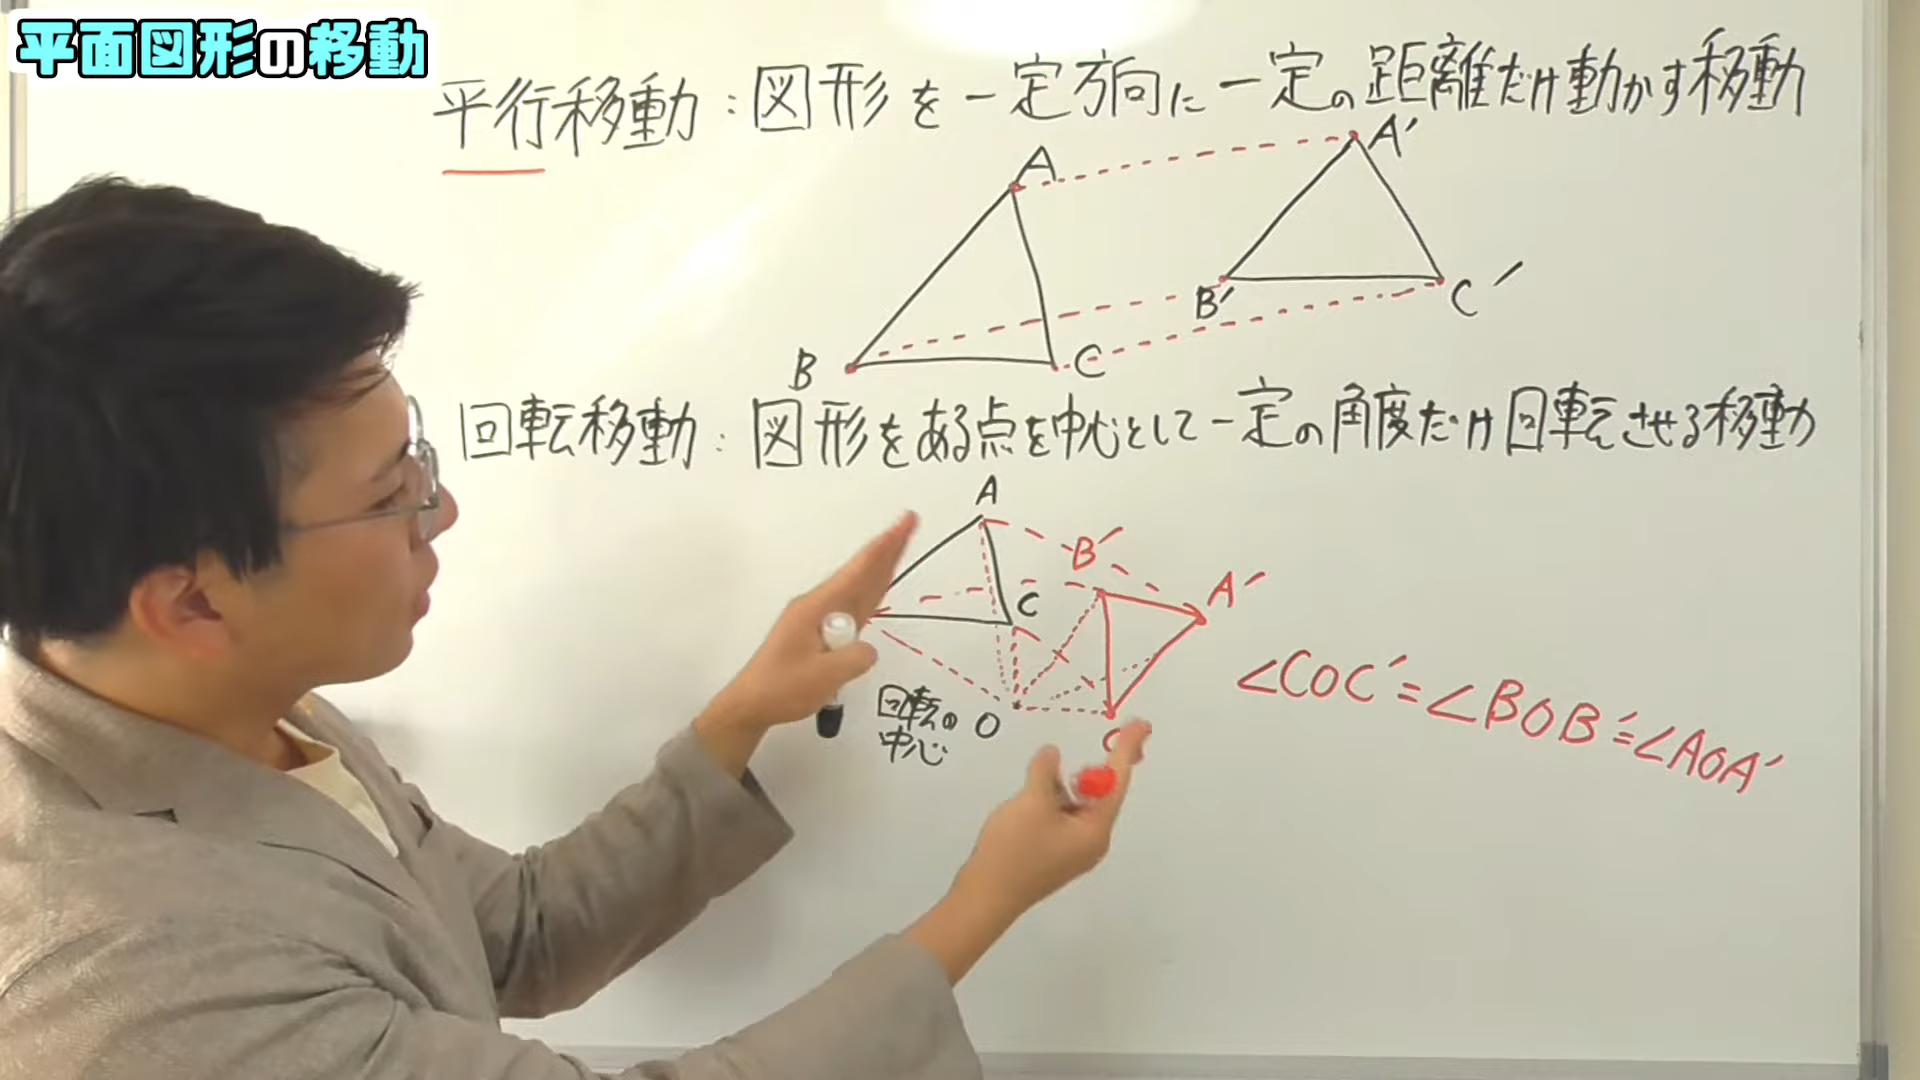 平面図形の移動
平行移動:図形を一定方向に一定の距離だけ動かす移動
A
A′
B
C
B′
C′
回転移動:図形をある点を中心として一定の角度だけ回転させる移動
A
B′
A′
C
∠COC′=∠BOB′=∠AOA′
回転の
中心
O